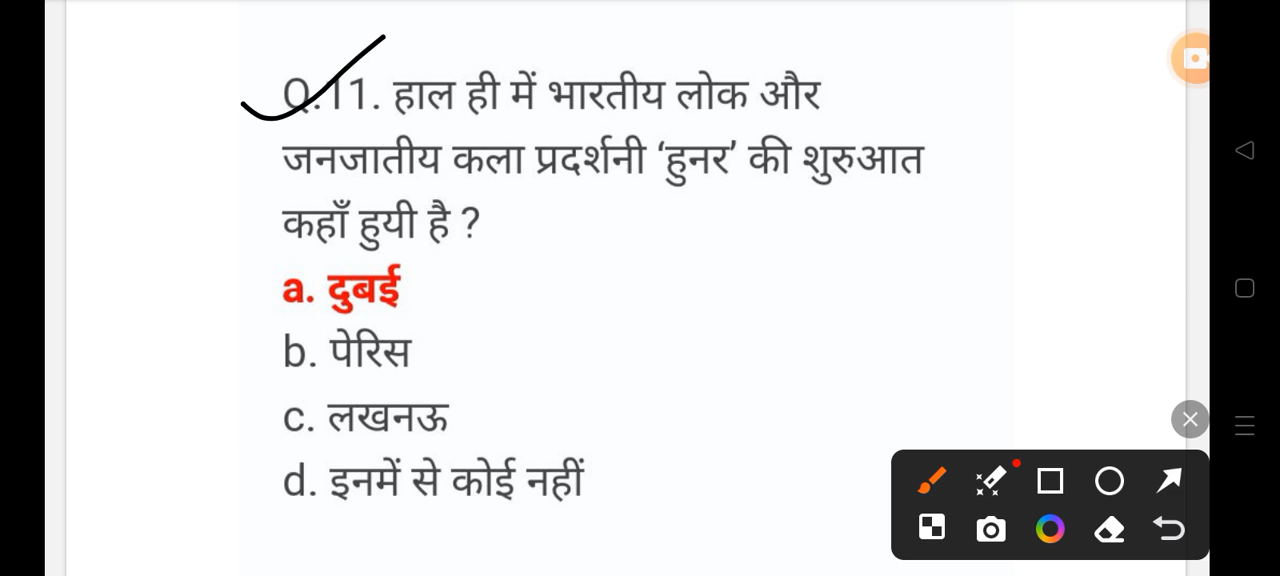 Q.11. हाल ही में भारतीय लोक और
जनजातीय कला प्रदर्शनी ‘हुनर’ की शुरुआत
कहाँ हुयी है ?
a. दुबई
b. पेरिस
c. लखनऊ
d. इनमें से कोई नहीं